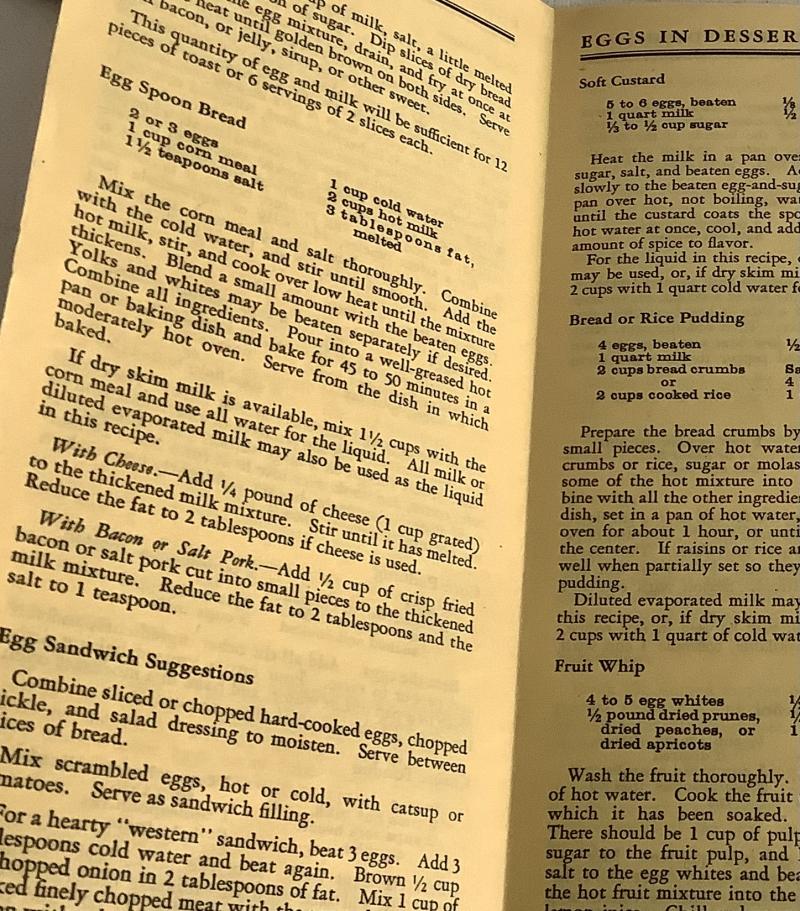 up of milk, salt, a little melted
on of sugar. Dip slices of dry bread
the egg mixture, drain, and fry at once at
heat until golden brown on both sides. Serve
bacon, or jelly, sirup, or other sweet.
This quantity of egg and milk will be sufficient for 12
pieces of toast or 6 servings of 2 slices each.
Egg Spoon Bread
2 or 3 eggs
1 cup corn meal
1½ teaspoons salt
1 cup cold water
2 cups hot milk
3 tablespoons fat,
melted
Mix the corn meal and salt thoroughly. Combine
with the cold water, and stir until smooth. Add the
hot milk, stir, and cook over low heat until the mixture
thickens. Blend a small amount with the beaten eggs.
Yolks and whites may be beaten separately if desired.
Combine all ingredients. Pour into a well-greased hot
pan or baking dish and bake for 45 to 50 minutes in a
moderately hot oven. Serve from the dish in which
baked.
If dry skim milk is available, mix 1½ cups with the
corn meal and use all water for the liquid. All milk or
diluted evaporated milk may also be used as the liquid
in this recipe.
With Cheese.—Add ¼ pound of cheese (1 cup grated)
to the thickened milk mixture. Stir until it has melted.
Reduce the fat to 2 tablespoons if cheese is used.
With Bacon or Salt Pork.—Add ½ cup of crisp fried
bacon or salt pork cut into small pieces to the thickened
milk mixture. Reduce the fat to 2 tablespoons and the
salt to 1 teaspoon.
Egg Sandwich Suggestions
Combine sliced or chopped hard-cooked eggs, chopped
ickle, and salad dressing to moisten. Serve between
ices of bread.
Mix scrambled eggs, hot or cold, with catsup or
matoes. Serve as sandwich filling.
For a hearty "western" sandwich, beat 3 eggs. Add 3
lespoons cold water and beat again. Brown ½ cup
hopped onion in 2 tablespoons of fat. Mix 1 cup of
ked finely chopped meat with the
EGGS IN DESSER
Soft Custard
5 to 6 eggs, beaten
1 quart milk
⅓ to ½ cup sugar
⅛
½
Heat the milk in a pan over
sugar, salt, and beaten eggs. A
slowly to the beaten egg-and-sug
pan over hot, not boiling, wa
until the custard coats the spo
hot water at once, cool, and add
amount of spice to flavor.
For the liquid in this recipe,
may be used, or, if dry skim mi
2 cups with 1 quart cold water f
Bread or Rice Pudding
4 eggs, beaten
1 quart milk
2 cups bread crumbs
or
2 cups cooked rice
½
Sa
4
1
Prepare the bread crumbs by
small pieces. Over hot water
crumbs or rice, sugar or molas
some of the hot mixture into
bine with all the other ingredie
dish, set in a pan of hot water,
oven for about 1 hour, or unti
the center. If raisins or rice a
well when partially set so they
pudding.
Diluted evaporated milk may
this recipe, or, if dry skim mi
2 cups with 1 quart of cold wat
Fruit Whip
4 to 5 egg whites
½ pound dried prunes,
dried peaches, or
dried apricots
1
Wash the fruit thoroughly.
of hot water. Cook the fruit
which it has been soaked.
There should be 1 cup of pulp
sugar to the fruit pulp, and
salt to the egg whites and bea
the hot fruit mixture into the
lemon juice. Chill